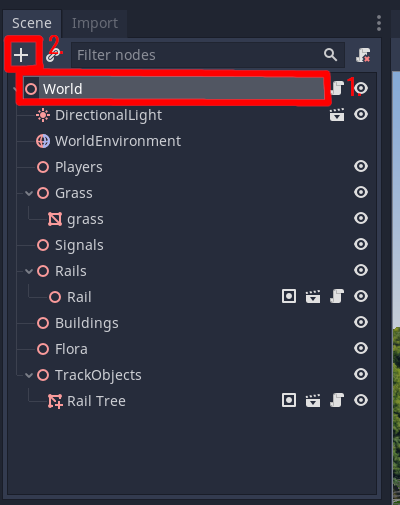 Scene Import
2 Filter nodes
World 1.
DirectionalLight
WorldEnvironment
Players
Grass
grass
Signals
Rails
Rail
Buildings
Flora
TrackObjects
Rail Tree